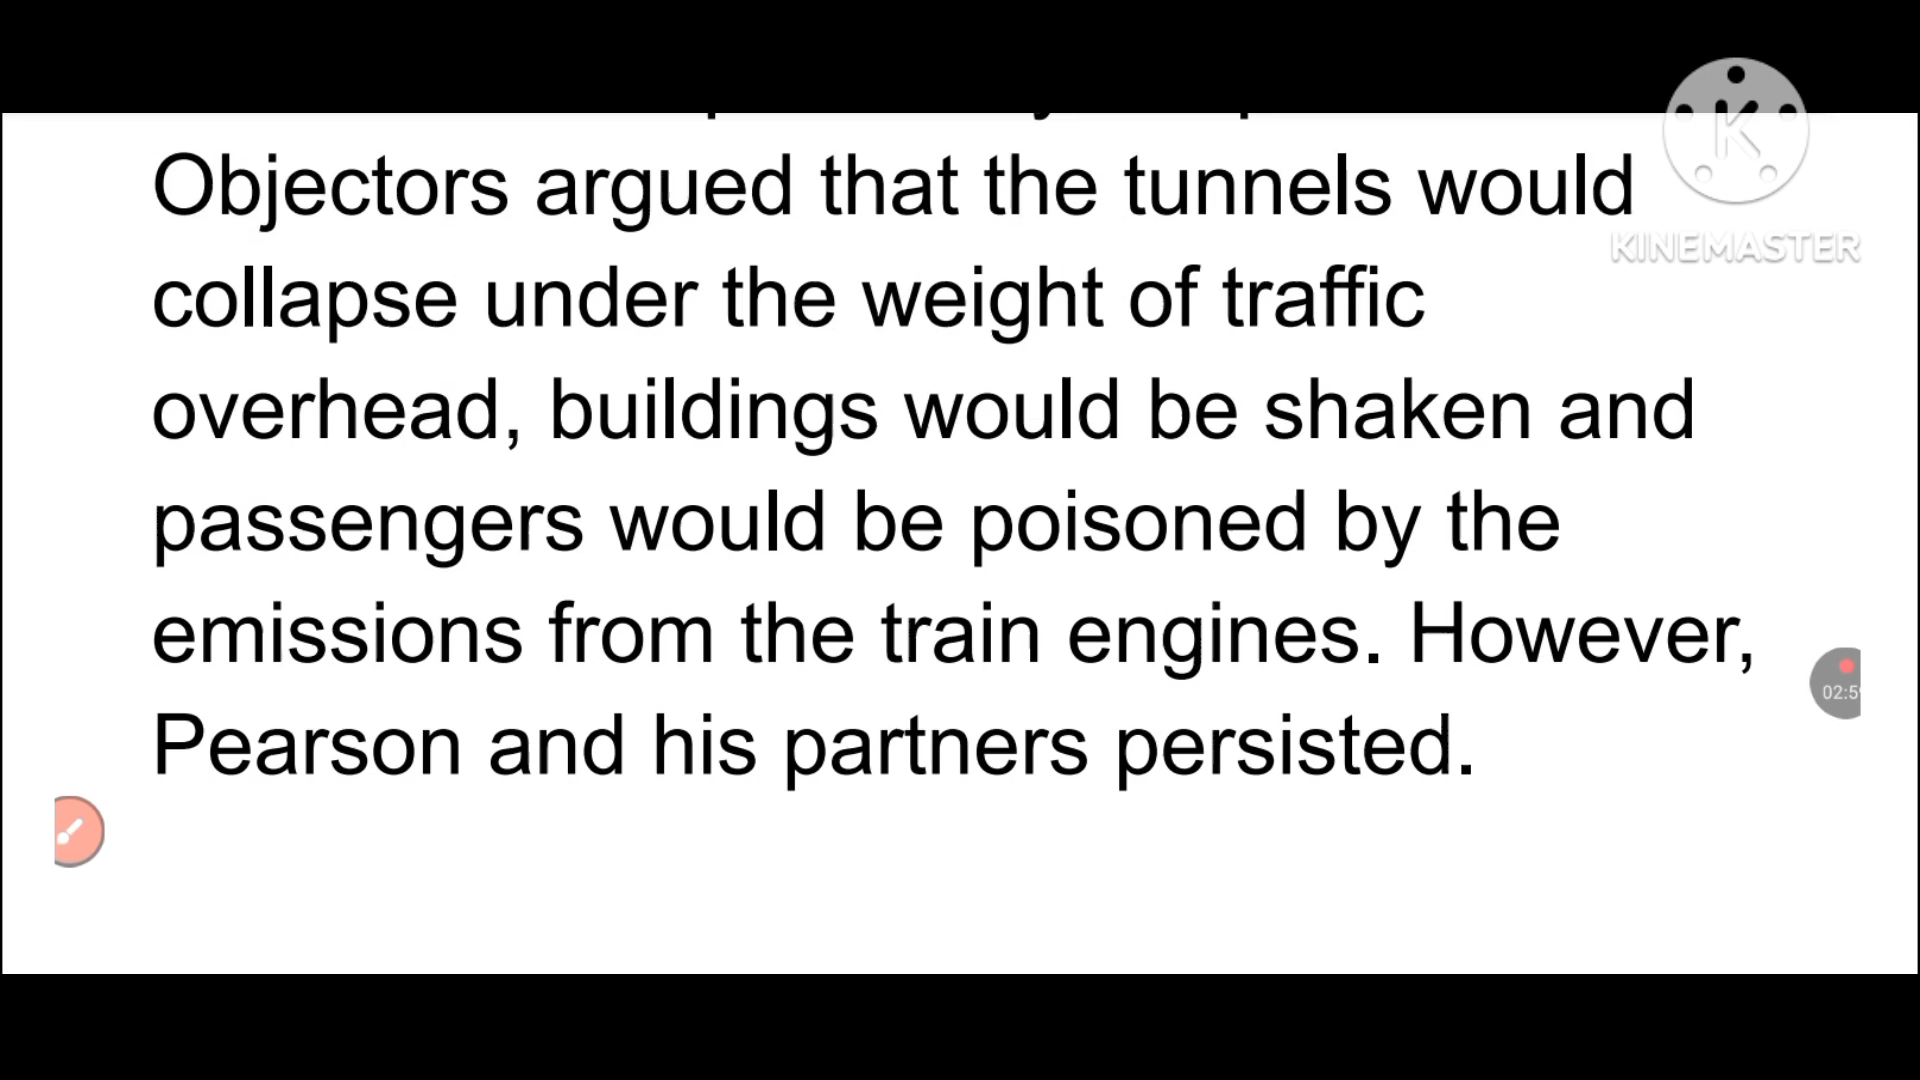 Objectors argued that the tunnels would
collapse under the weight of traffic
overhead, buildings would be shaken and
passengers would be poisoned by the
emissions from the train engines. However,
Pearson and his partners persisted.
K
KINEMASTER